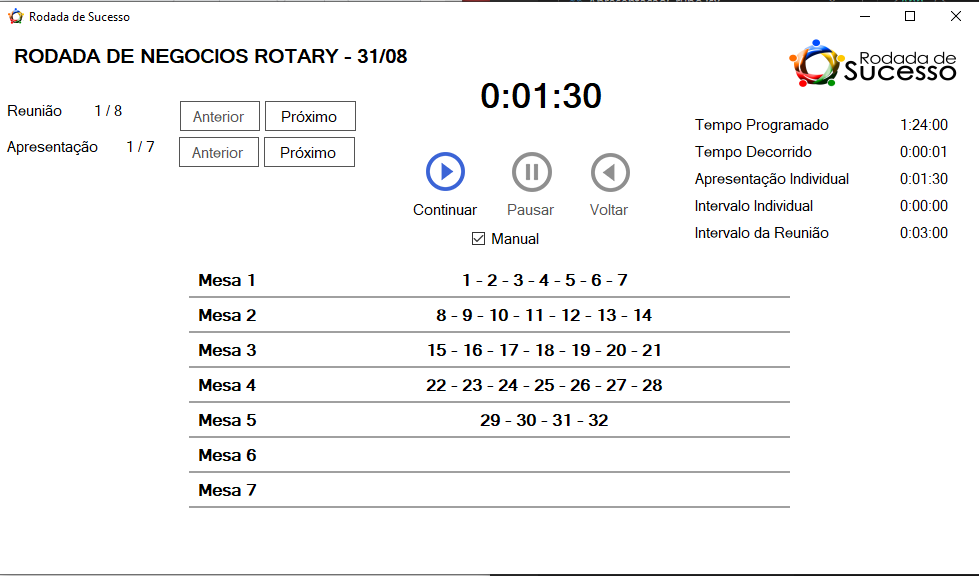 Rodada de Sucesso
RODADA DE NEGOCIOS ROTARY - 31/08
Rodada de
Sucesso
0:01:30
Reunião 1 / 8 Anterior Próximo
Apresentação 1 / 7 Anterior Próximo
Continuar Pausar Voltar
Manual
Tempo Programado 1:24:00
Tempo Decorrido 0:00:01
Apresentação Individual 0:01:30
Intervalo Individual 0:00:00
Intervalo da Reunião 0:03:00
Mesa 1 1 - 2 - 3 - 4 - 5 - 6 - 7
Mesa 2 8 - 9 - 10 - 11 - 12 - 13 - 14
Mesa 3 15 - 16 - 17 - 18 - 19 - 20 - 21
Mesa 4 22 - 23 - 24 - 25 - 26 - 27 - 28
Mesa 5 29 - 30 - 31 - 32
Mesa 6
Mesa 7